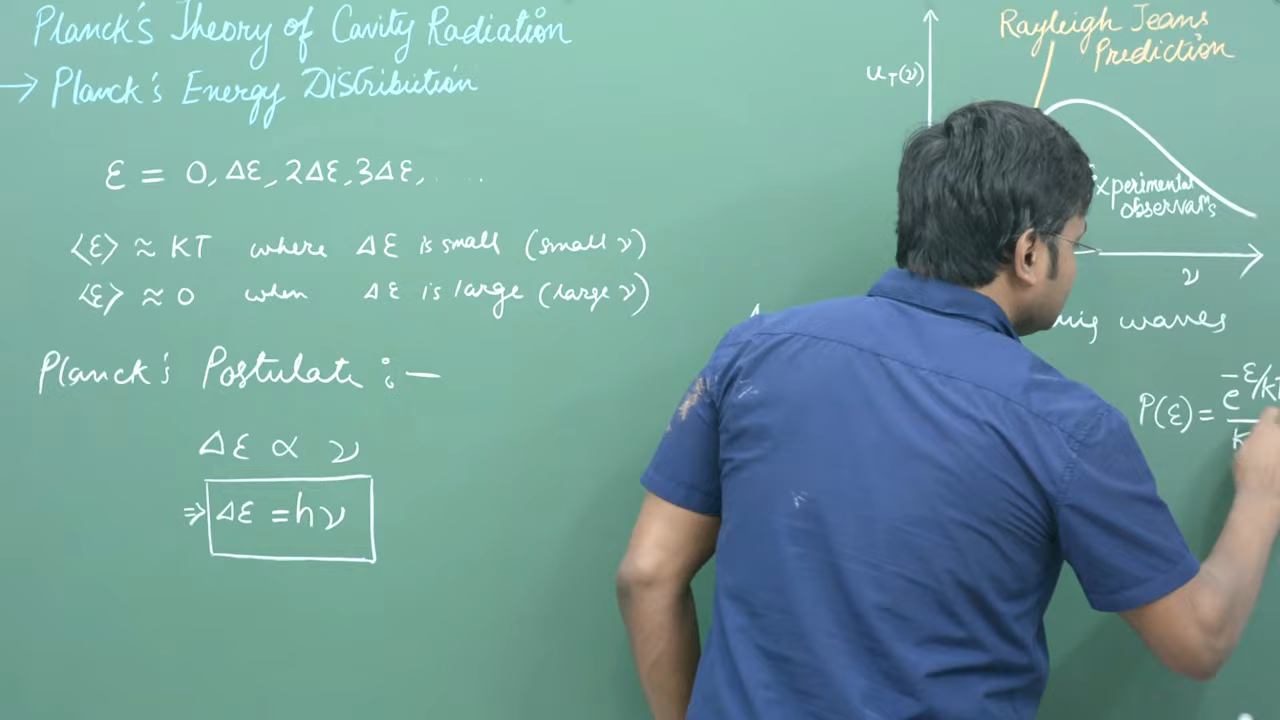 Planck's Theory of Cavity Radiation
→ Planck's Energy Distribution
ε = 0, Δε, 2Δε, 3Δε, ....
⟨ε⟩ ≈ KT where Δε is small (small ν)
⟨ε⟩ ≈ 0 when Δε is large (large ν)
Planck's Postulate :—
Δε ∝ ν
⇒ Δε = hν
Rayleigh Jeans
Prediction
u_T(ν)
Experimental
ν
waves
P(ε) = e^{-ε/kT}